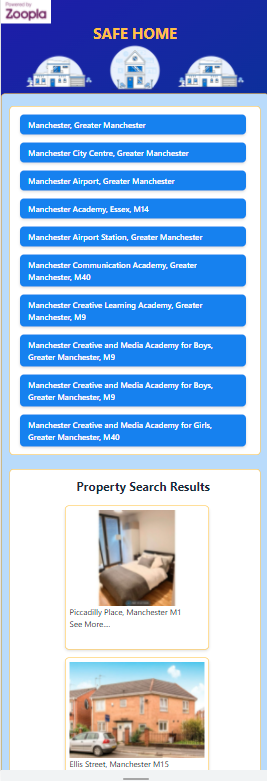 Powered by
Zoopla
SAFE HOME
Manchester, Greater Manchester
Manchester City Centre, Greater Manchester
Manchester Airport, Greater Manchester
Manchester Academy, Essex, M14
Manchester Airport Station, Greater Manchester
Manchester Communication Academy, Greater
Manchester, M40
Manchester Creative Learning Academy, Greater
Manchester, M9
Manchester Creative and Media Academy for Boys,
Greater Manchester, M9
Manchester Creative and Media Academy for Boys,
Greater Manchester, M9
Manchester Creative and Media Academy for Girls,
Greater Manchester, M40
Property Search Results
Piccadilly Place, Manchester M1
See More....
Ellis Street, Manchester M15